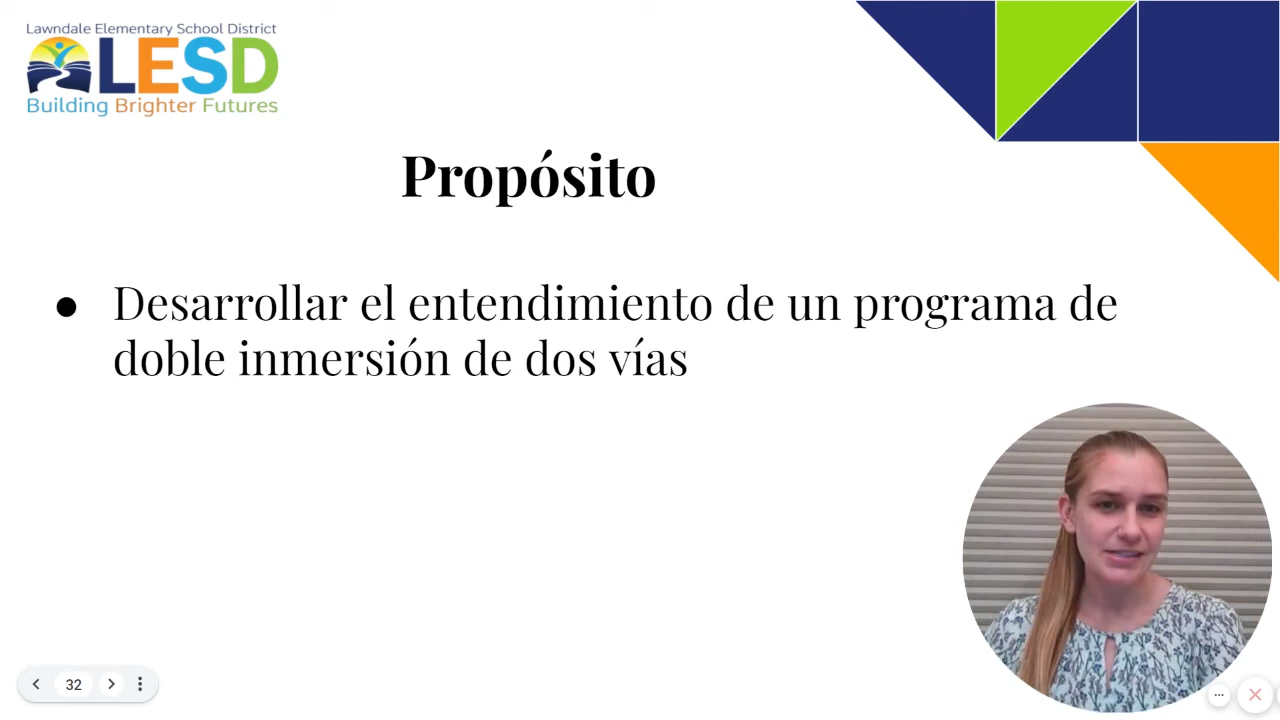 Lawndale Elementary School District
LESD
Building Brighter Futures
Propósito
● Desarrollar el entendimiento de un programa de
doble inmersión de dos vías
32